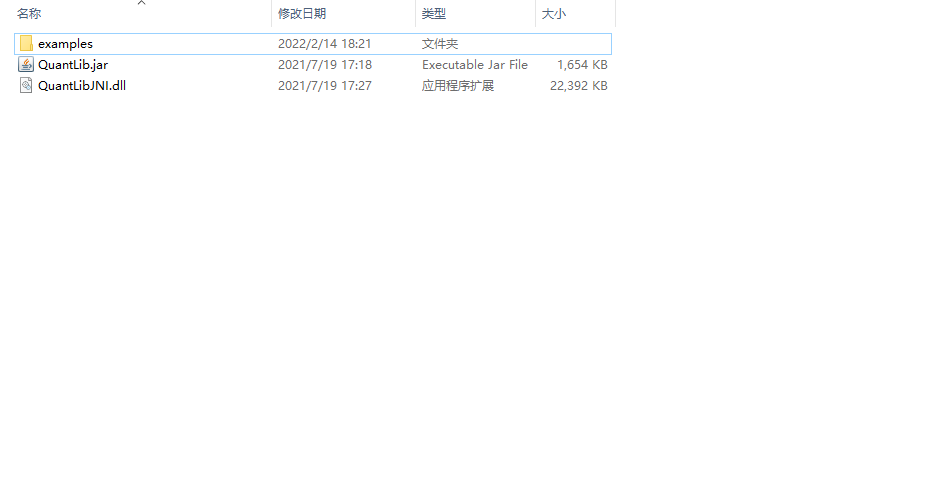 名称 修改日期 类型 大小
examples 2022/2/14 18:21 文件夹
QuantLib.jar 2021/7/19 17:18 Executable Jar File 1,654 KB
QuantLibJNI.dll 2021/7/19 17:27 应用程序扩展 22,392 KB